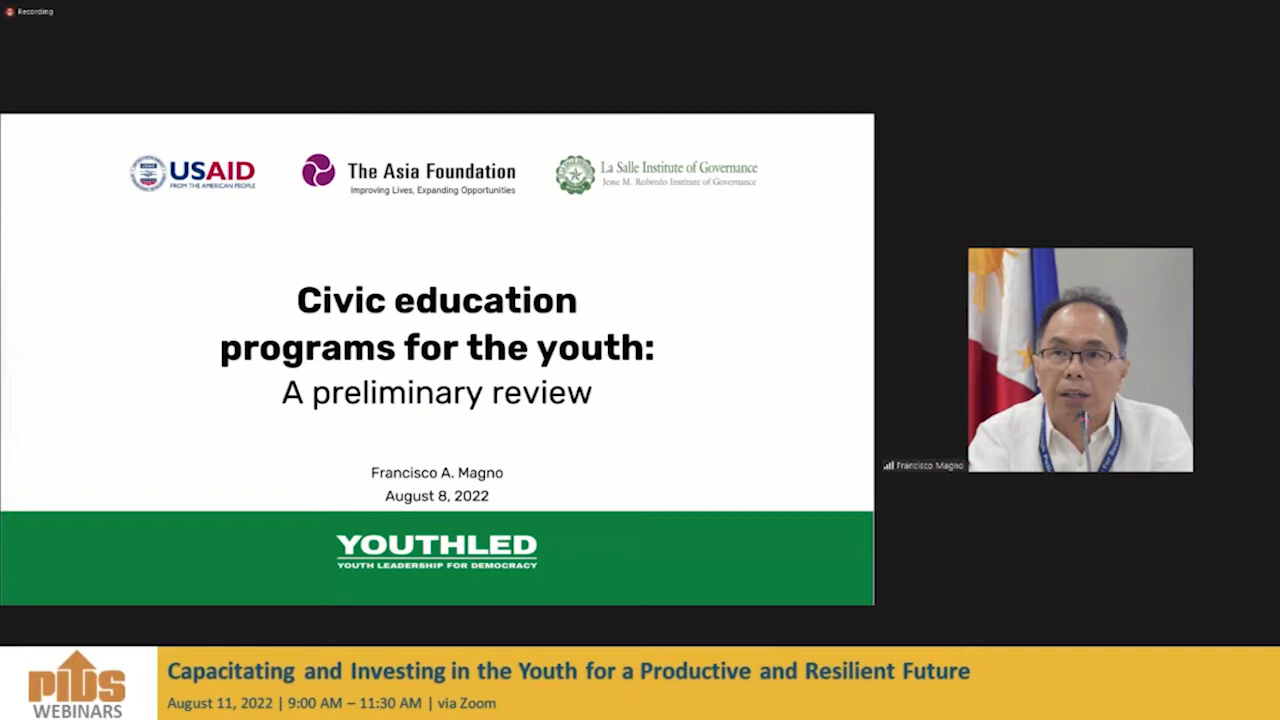 Recording
USAID
FROM THE AMERICAN PEOPLE
The Asia Foundation
Improving Lives, Expanding Opportunities
La Salle Institute of Governance
Jesse M. Robredo Institute of Governance
Civic education
programs for the youth:
A preliminary review
Francisco A. Magno
August 8, 2022
YOUTHLED
YOUTH LEADERSHIP FOR DEMOCRACY
Francisco Magno
PIDS
WEBINARS
Capacitating and Investing in the Youth for a Productive and Resilient Future
August 11, 2022 | 9:00 AM – 11:30 AM | via Zoom